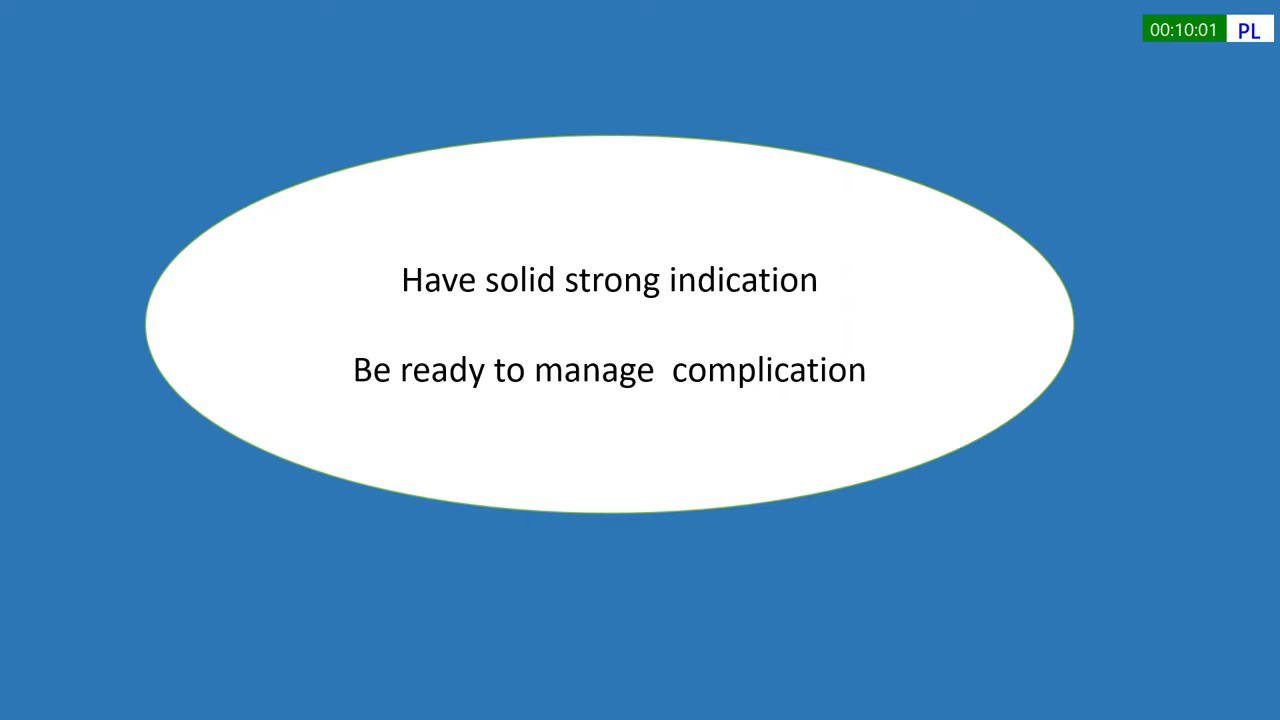 00:10:01 PL
Have solid strong indication
Be ready to manage  complication